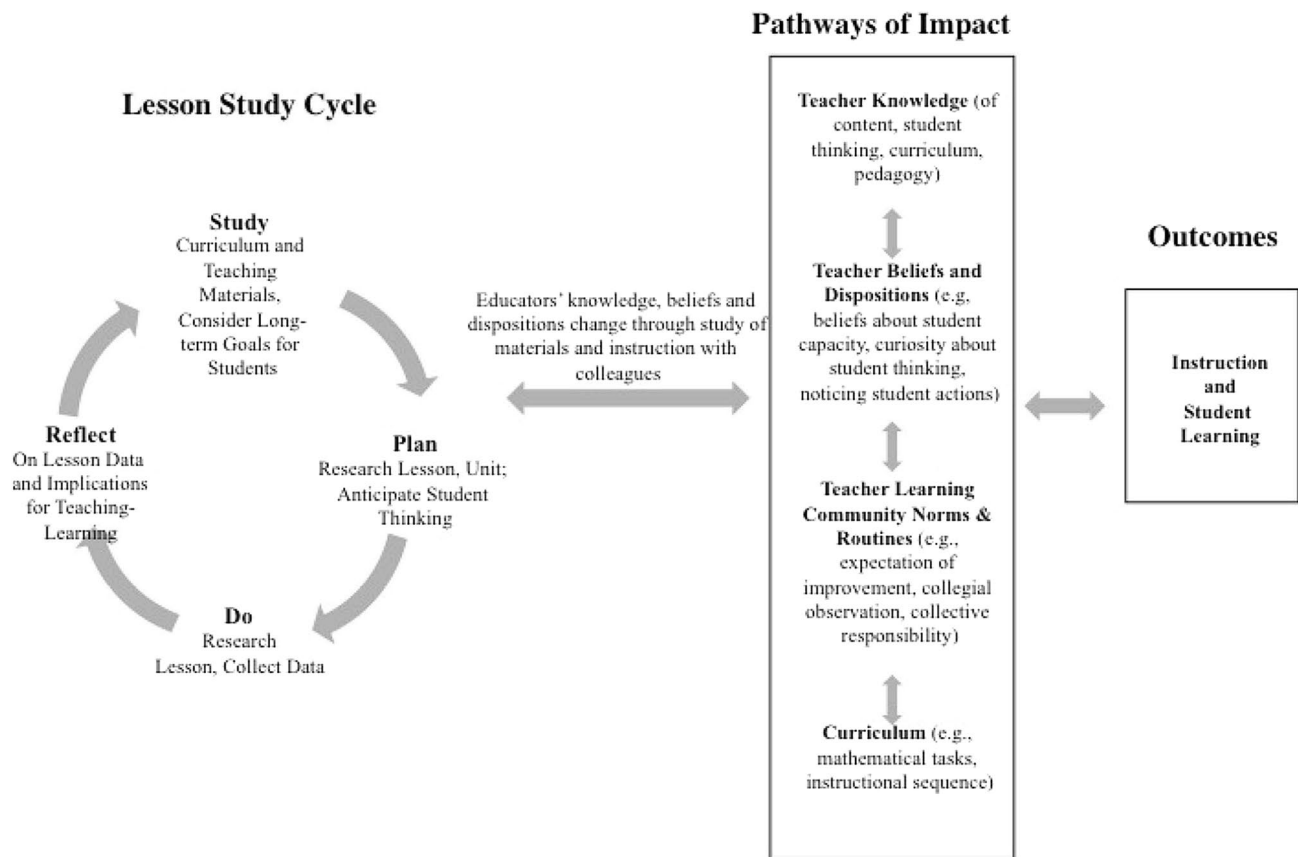 Pathways of Impact
Lesson Study Cycle
Study
Curriculum and
Teaching
Materials,
Consider Long-
term Goals for
Students
Plan
Research Lesson, Unit;
Anticipate Student
Thinking
Do
Research
Lesson, Collect Data
Reflect
On Lesson Data
and Implications
for Teaching-
Learning
Educators’ knowledge, beliefs and
dispositions change through study of
materials and instruction with
colleagues
Teacher Knowledge (of
content, student
thinking, curriculum,
pedagogy)
Teacher Beliefs and
Dispositions (e.g,
beliefs about student
capacity, curiosity about
student thinking,
noticing student actions)
Teacher Learning
Community Norms &
Routines (e.g.,
expectation of
improvement, collegial
observation, collective
responsibility)
Curriculum (e.g.,
mathematical tasks,
instructional sequence)
Outcomes
Instruction
and
Student
Learning